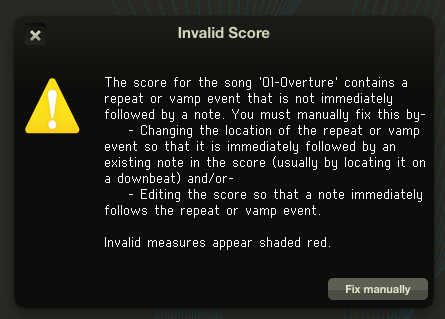 Invalid Score
The score for the song '01-Overture' contains a
repeat or vamp event that is not immediately
followed by a note. You must manually fix this by-
- Changing the location of the repeat or vamp
event so that it is immediately followed by an
existing note in the score (usually by locating it on
a downbeat) and/or-
- Editing the score so that a note immediately
follows the repeat or vamp event.
Invalid measures appear shaded red.
Fix manually